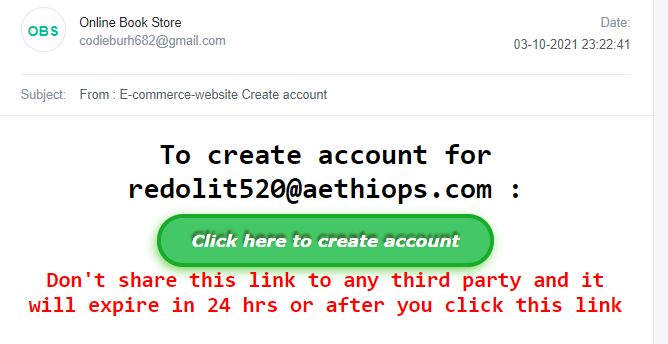 OBS
Online Book Store
codieburh682@gmail.com
Date:
03-10-2021 23:22:41
Subject: From : E-commerce-website Create account
To create account for
redolit520@aethiops.com :
Click here to create account
Don't share this link to any third party and it
will expire in 24 hrs or after you click this link